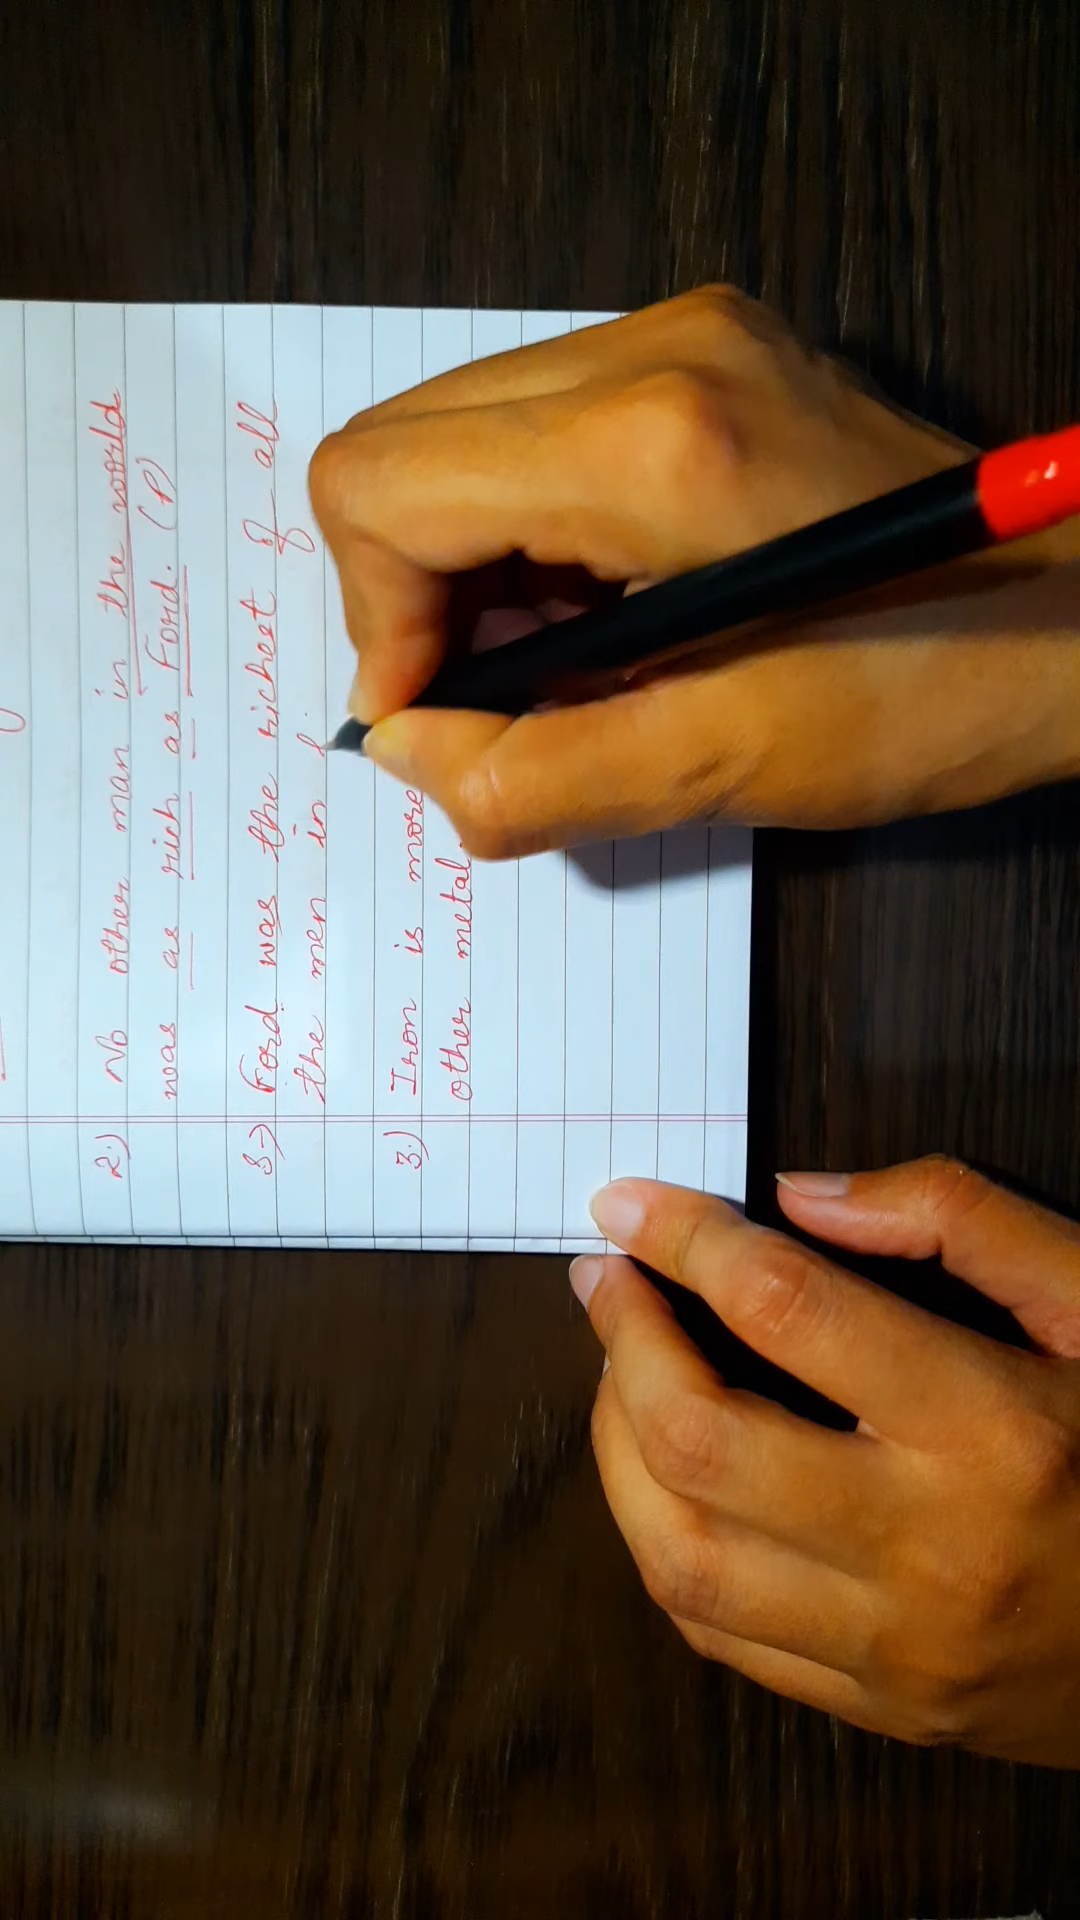 2.) No other man in the world
was as rich as Ford. (P)
S→ Ford was the richest of all
the men in
3.) Iron is more
other metal.